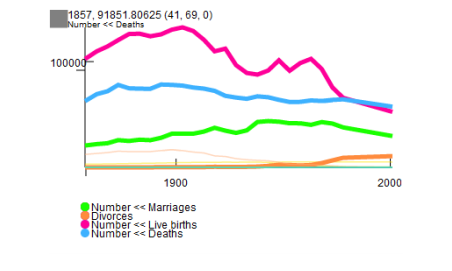 1857, 91851.80625 (41, 69, 0)
Number << Deaths
100000
1900 2000
Number << Marriages
Divorces
Number << Live births
Number << Deaths